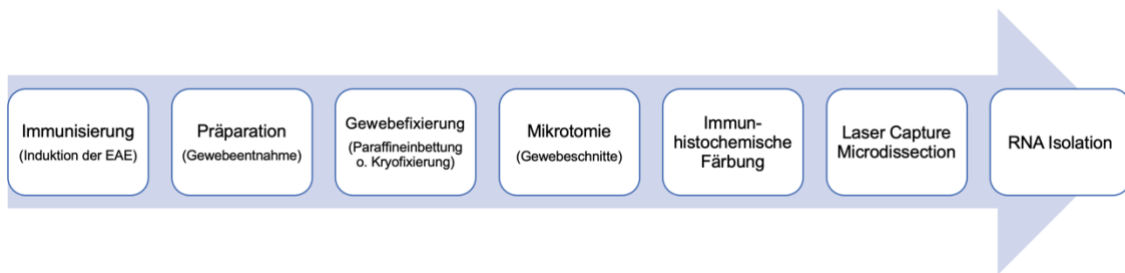 Immunisierung
(Induktion der EAE)
Präparation
(Gewebeentnahme)
Gewebefixierung
(Paraffineinbettung
o. Kryofixierung)
Mikrotomie
(Gewebeschnitte)
Immun-
histochemische
Färbung
Laser Capture
Microdissection
RNA Isolation